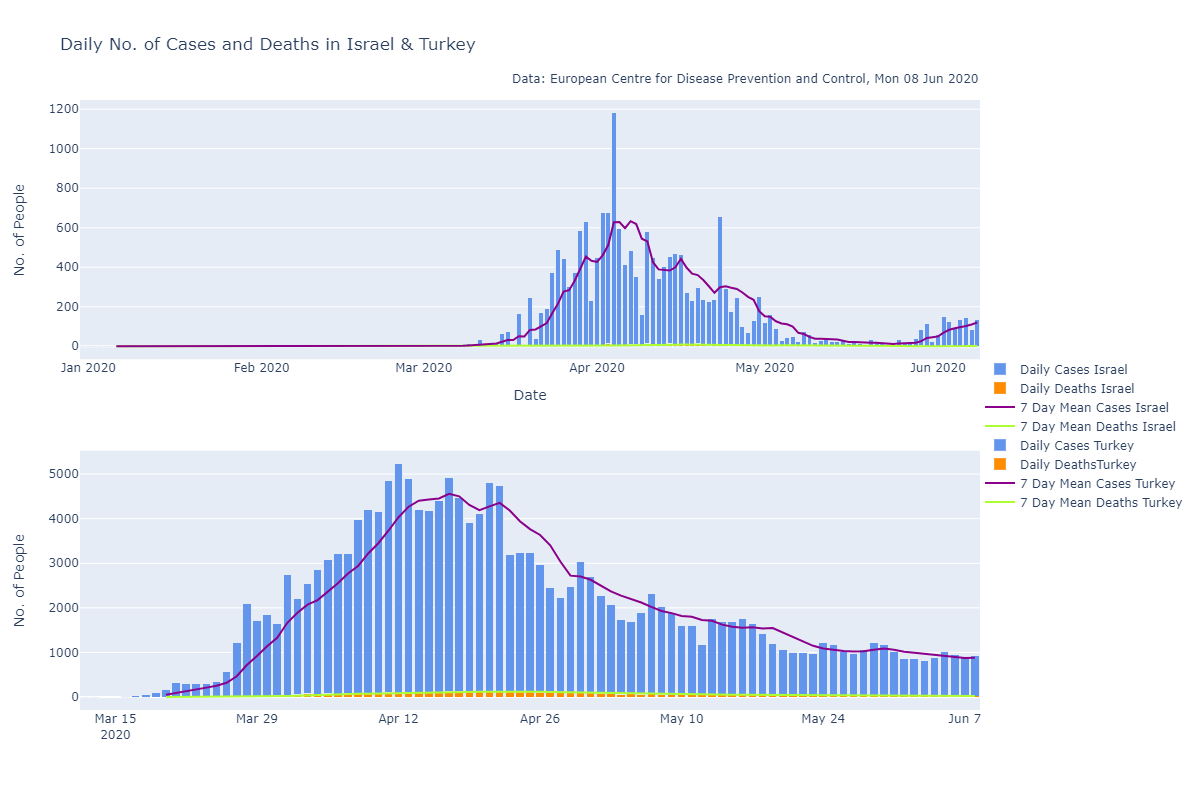 Daily No. of Cases and Deaths in Israel & Turkey
Data: European Centre for Disease Prevention and Control, Mon 08 Jun 2020
No. of People
1200
1000
800
600
400
200
0
Jan 2020 Feb 2020 Mar 2020 Apr 2020 May 2020 Jun 2020
Date
Daily Cases Israel
Daily Deaths Israel
7 Day Mean Cases Israel
7 Day Mean Deaths Israel
Daily Cases Turkey
Daily DeathsTurkey
7 Day Mean Cases Turkey
7 Day Mean Deaths Turkey
No. of People
5000
4000
3000
2000
1000
0
Mar 15 Mar 29 Apr 12 Apr 26 May 10 May 24 Jun 7
2020